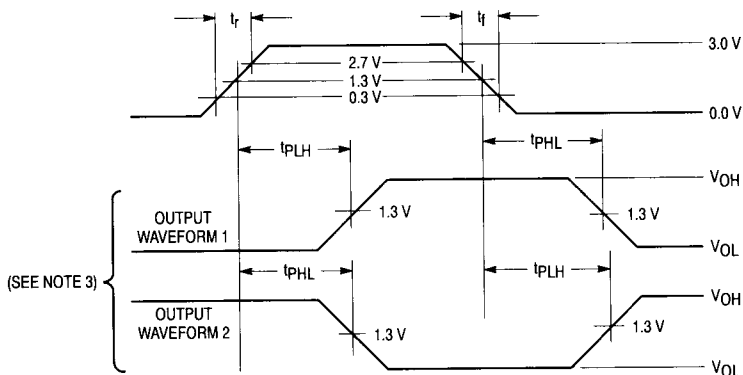 tr
tf
3.0 V
2.7 V
1.3 V
0.3 V
0.0 V
tPLH
tPHL
VOH
OUTPUT
WAVEFORM 1
1.3 V
1.3 V
VOL
(SEE NOTE 3)
tPHL
tPLH
VOH
OUTPUT
WAVEFORM 2
1.3 V
1.3 V
VOL